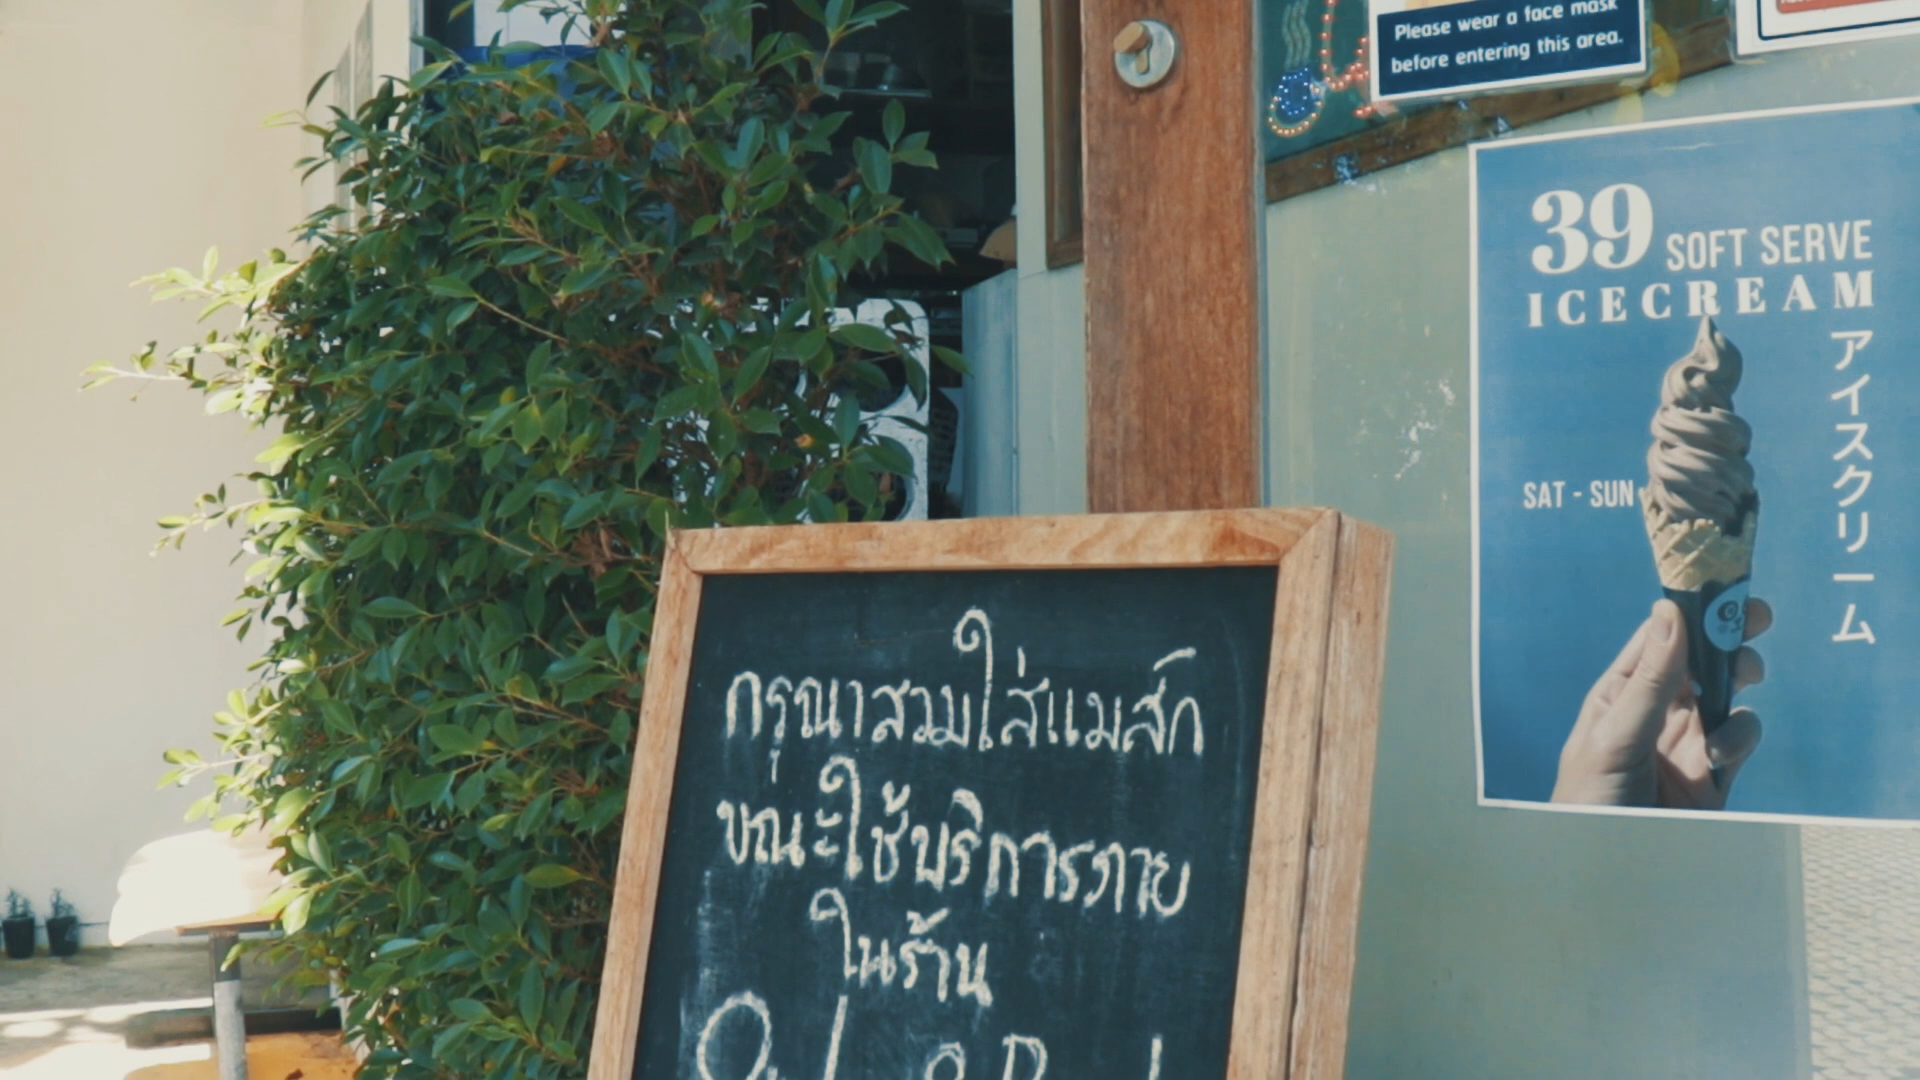 Please wear a face mask
before entering this area.
39 SOFT SERVE
ICECREAM
アイスクリーム
SAT - SUN
กรุณาสวมใส่แมส์ก
ขณะใช้บริการภาย
ในร้าน